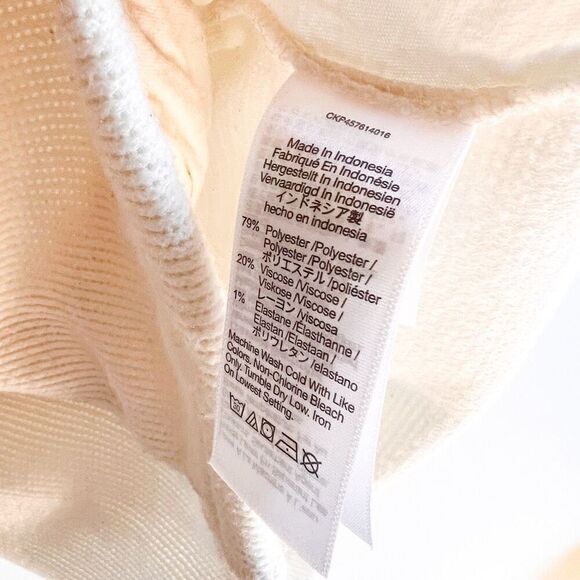 CKP457614016
Made In Indonesia
Fabriqué En Indonésie
Hergestellt In Indonesien
Vervaardigd In Indonesië
インドネシア製
hecho en indonesia
79% Polyester /Polyester /
Polyester /Polyester /
ポリエステル /poliéster
20% Viscose /Viscose /
Viskose /Viscose /
レーヨン /viscosa
1% Elastane /Élasthanne /
Elastan /Elastaan /
ポリウレタン /elastano
Machine Wash Cold With Like
Colors. Non-Chlorine Bleach
Only. Tumble Dry Low. Iron
On Lowest Setting.